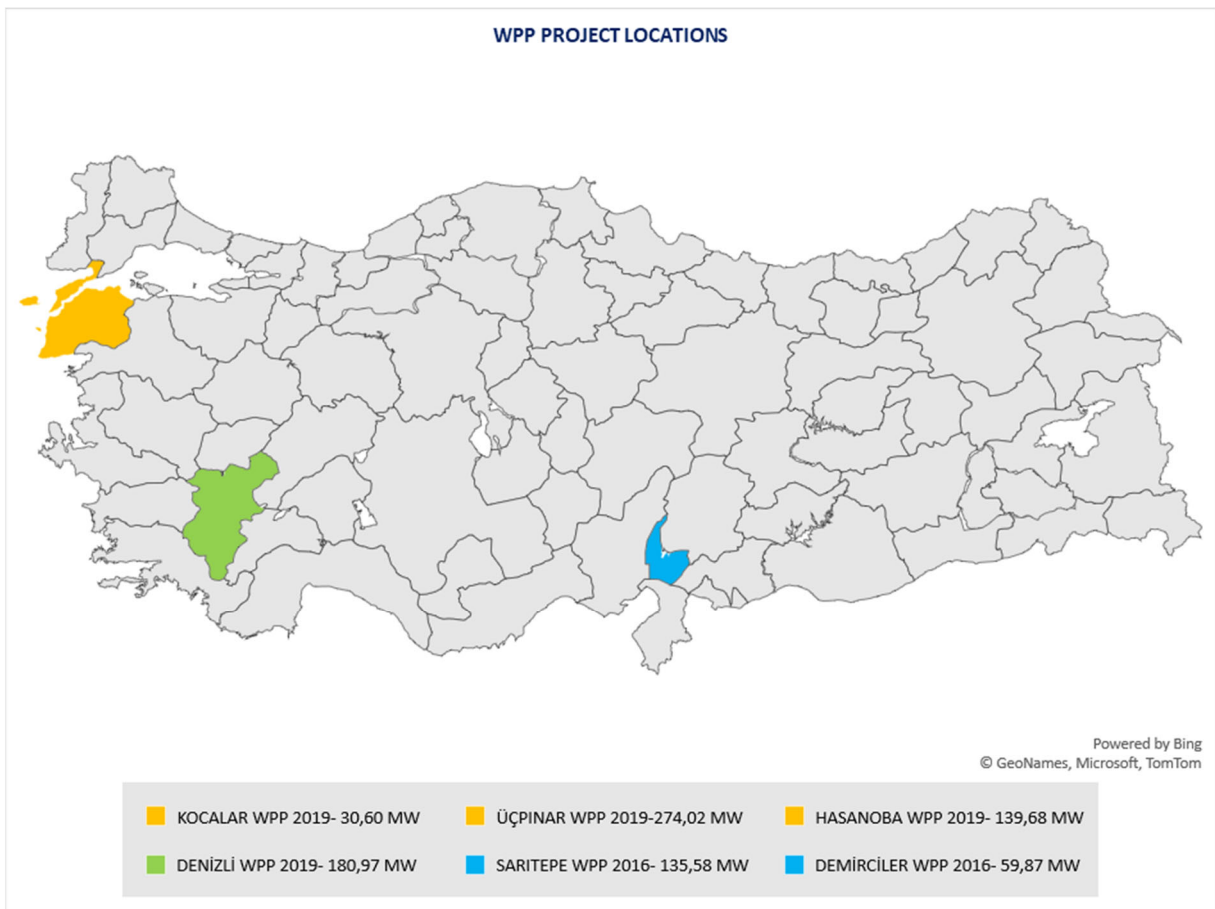 WPP PROJECT LOCATIONS
Powered by Bing
© GeoNames, Microsoft, TomTom
KOCALAR WPP 2019- 30,60 MW
ÜÇPINAR WPP 2019-274,02 MW
HASANOBA WPP 2019- 139,68 MW
DENİZLİ WPP 2019- 180,97 MW
SARITEPE WPP 2016- 135,58 MW
DEMİRCİLER WPP 2016- 59,87 MW